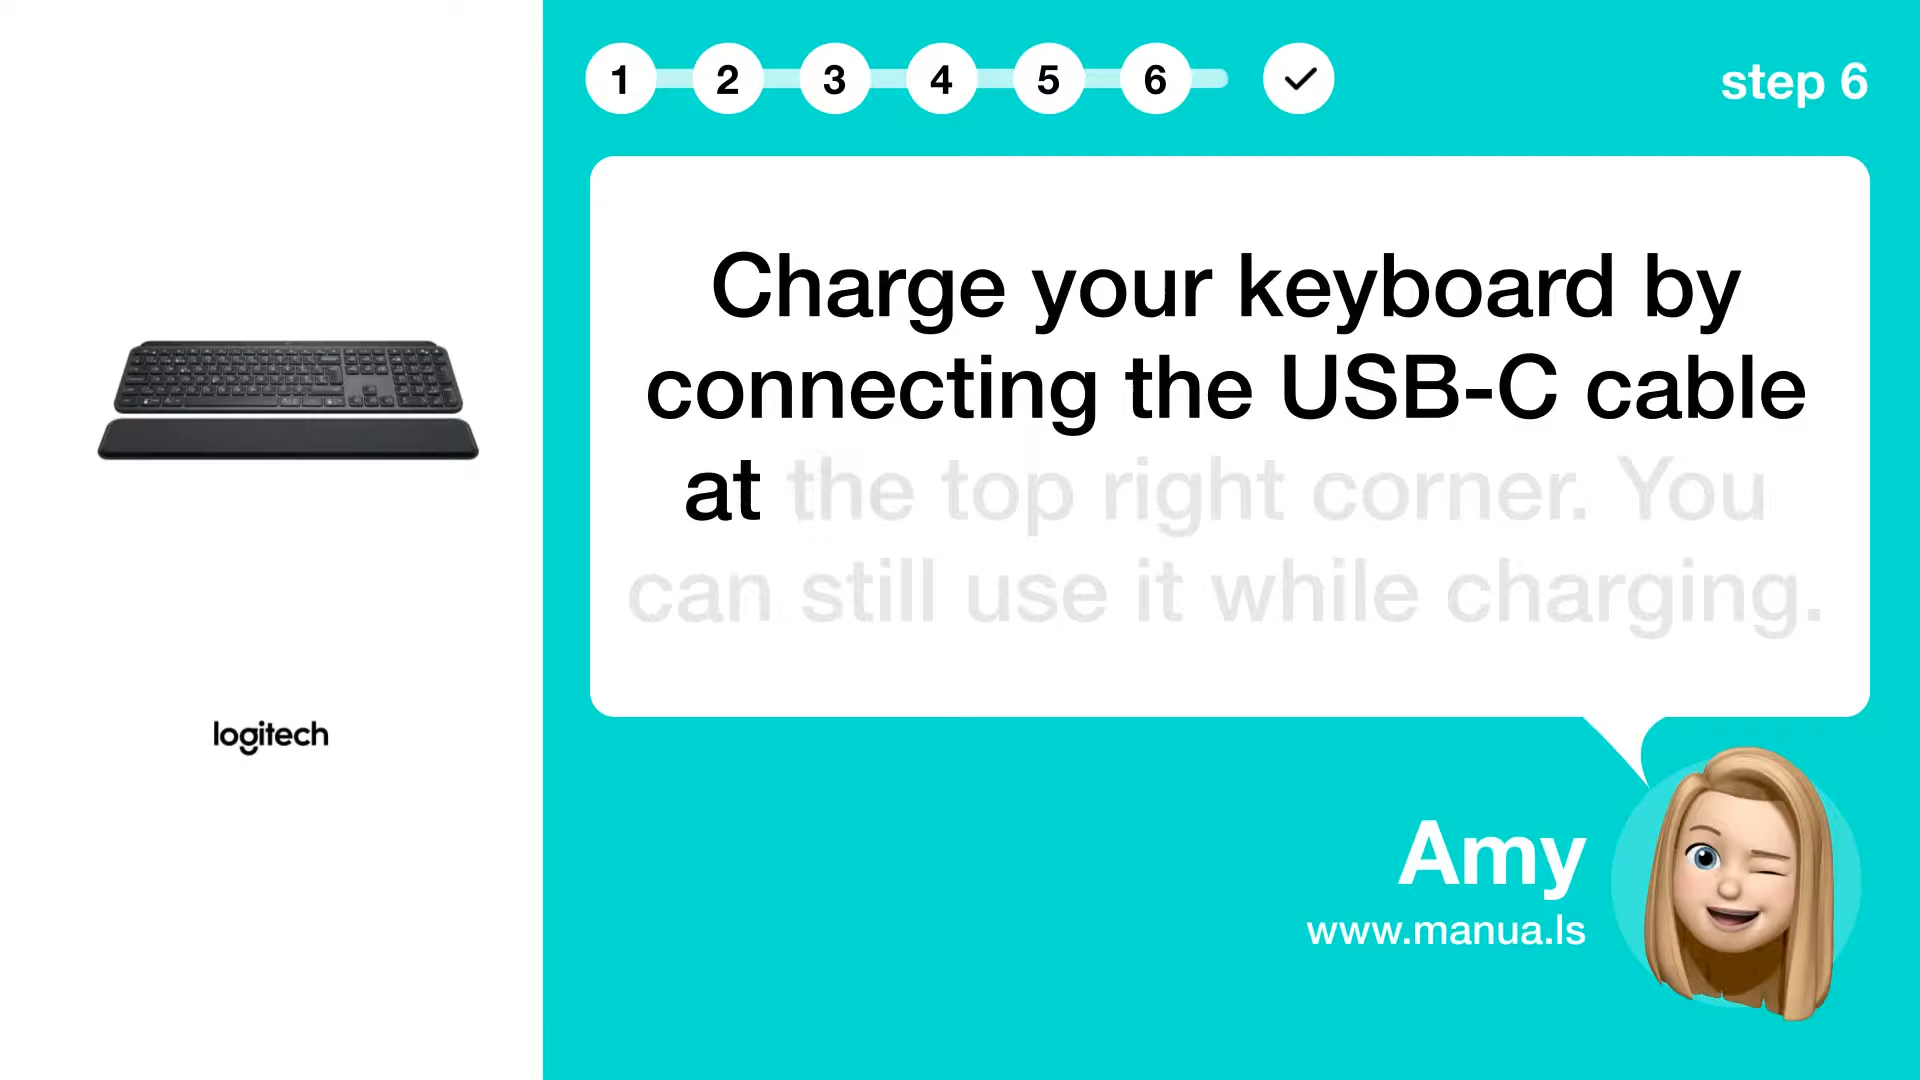 1 2 3 4 5 6
step 6
Charge your keyboard by
connecting the USB-C cable
at the top right corner. You
can still use it while charging.
logitech
Amy
www.manua.ls